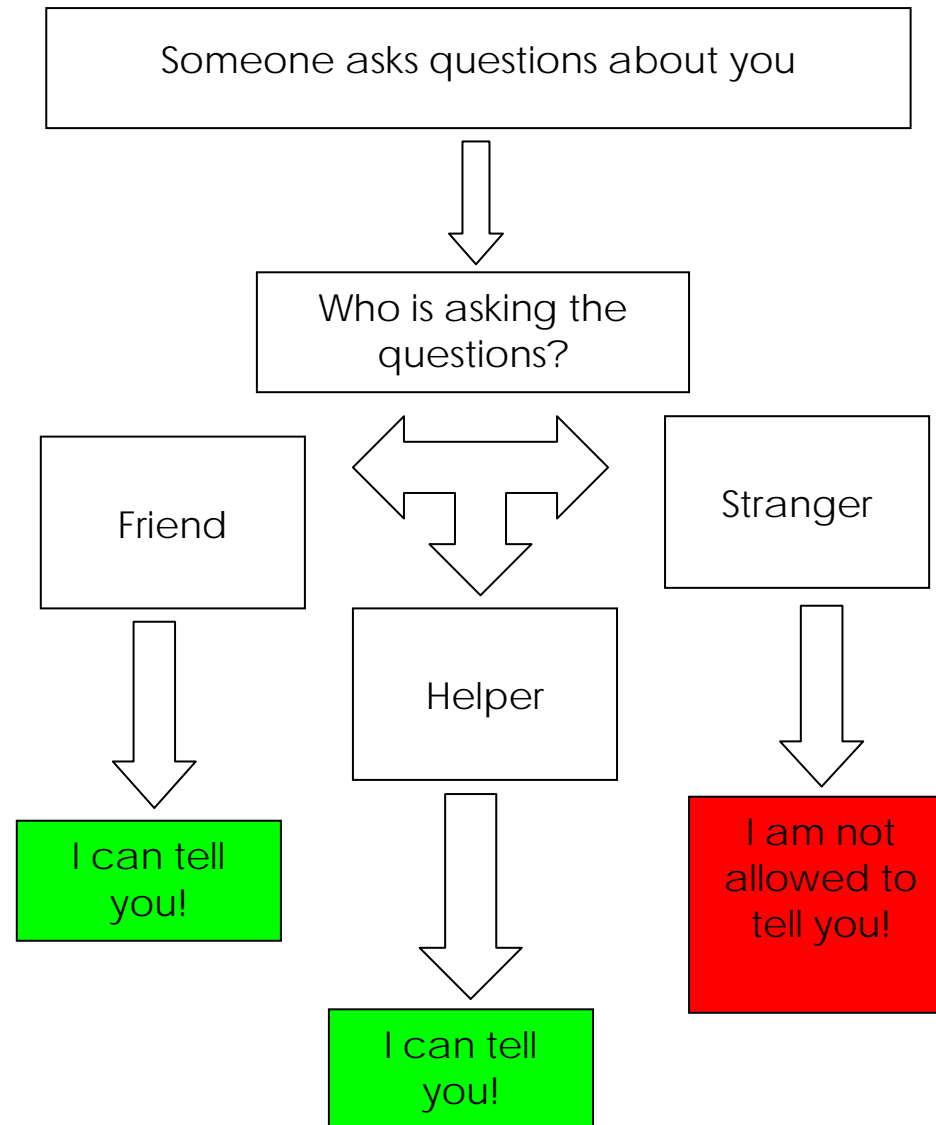 Someone asks questions about you
Who is asking the
questions?
Friend
Stranger
Helper
I can tell
you!
I am not
allowed to
tell you!
I can tell
you!